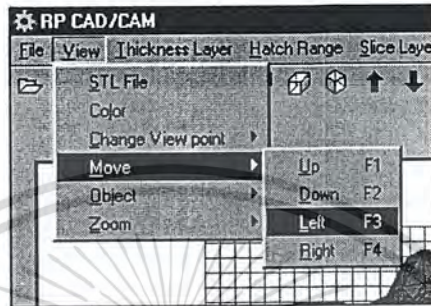 RP CAD/CAM
File View Thickness Layer Hatch Range Slice Laye
STL File
Color
Change View point
Move
Object
Zoom
Up F1
Down F2
Left F3
Right F4